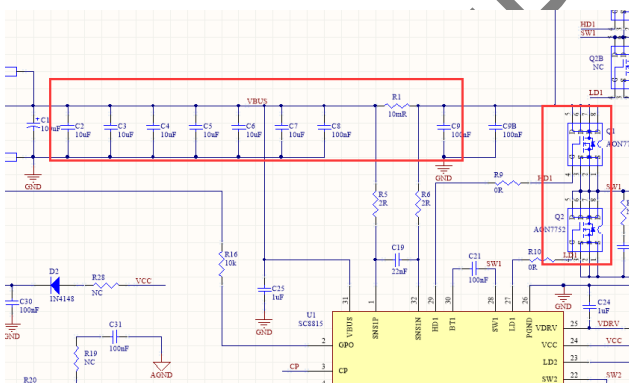 HD1
SW1
Q2B
NC
LD1
VBUS
R1
10mR
C1
C2
10uF
C3
10uF
C4
10uF
C5
10uF
C6
10uF
C7
10uF
C8
100nF
C9
100nF
C9B
100nF
Q1
GND
GND
R9
0R
HD1
SW1
R5
2R
R6
2R
Q2
AON7752
LD1
R16
10k
C19
22nF
C21
100nF
SW1
R10
0R
D2
1N4148
R28
NC
VCC
C30
100nF
GND
C25
1uF
GND
GND
C24
1uF
U1
SC8815
31
1
32
29
30
28
27
26
VBUS
SNS1P
SNS1N
HD1
BT1
SW1
LD1
PGND
2
GPO
VDRV
25
VDRV
VCC
24
VCC
C31
100nF
R19
NC
AGND
CP
3
CP
LD2
23
R20
SW2
22
SW2